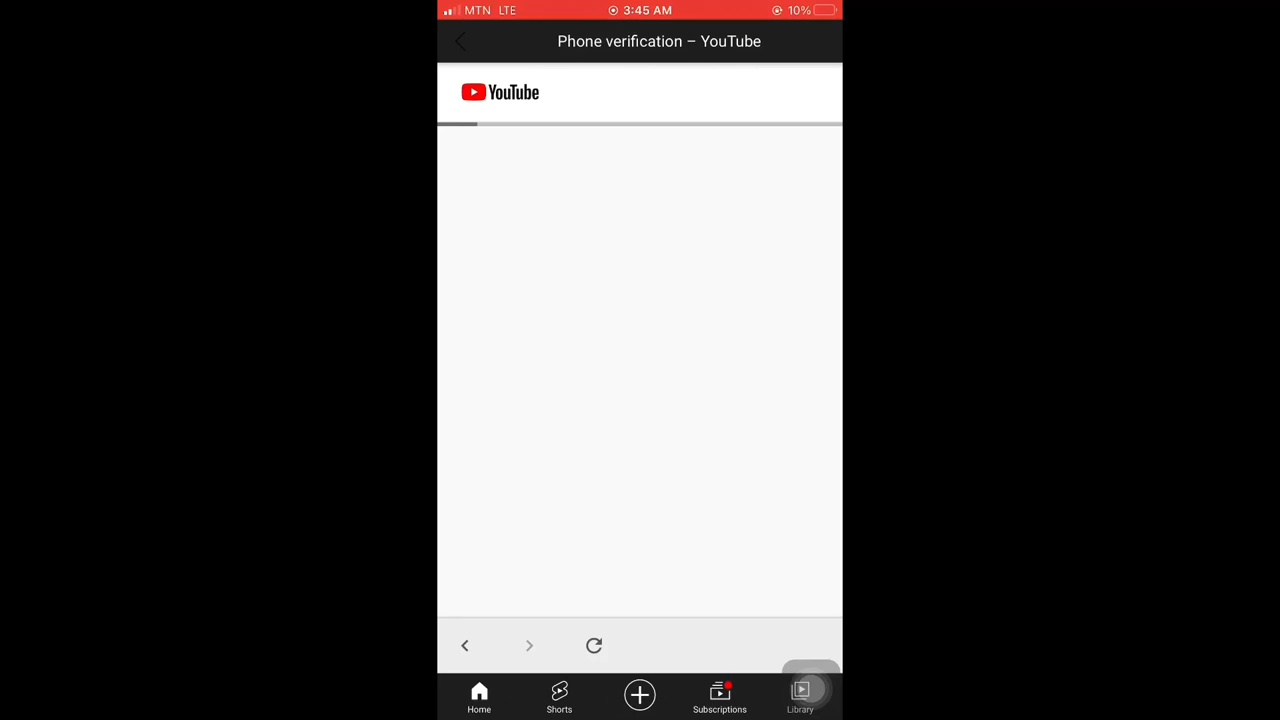 MTN LTE 3:45 AM 10%
Phone verification – YouTube
YouTube
Home Shorts Subscriptions Library